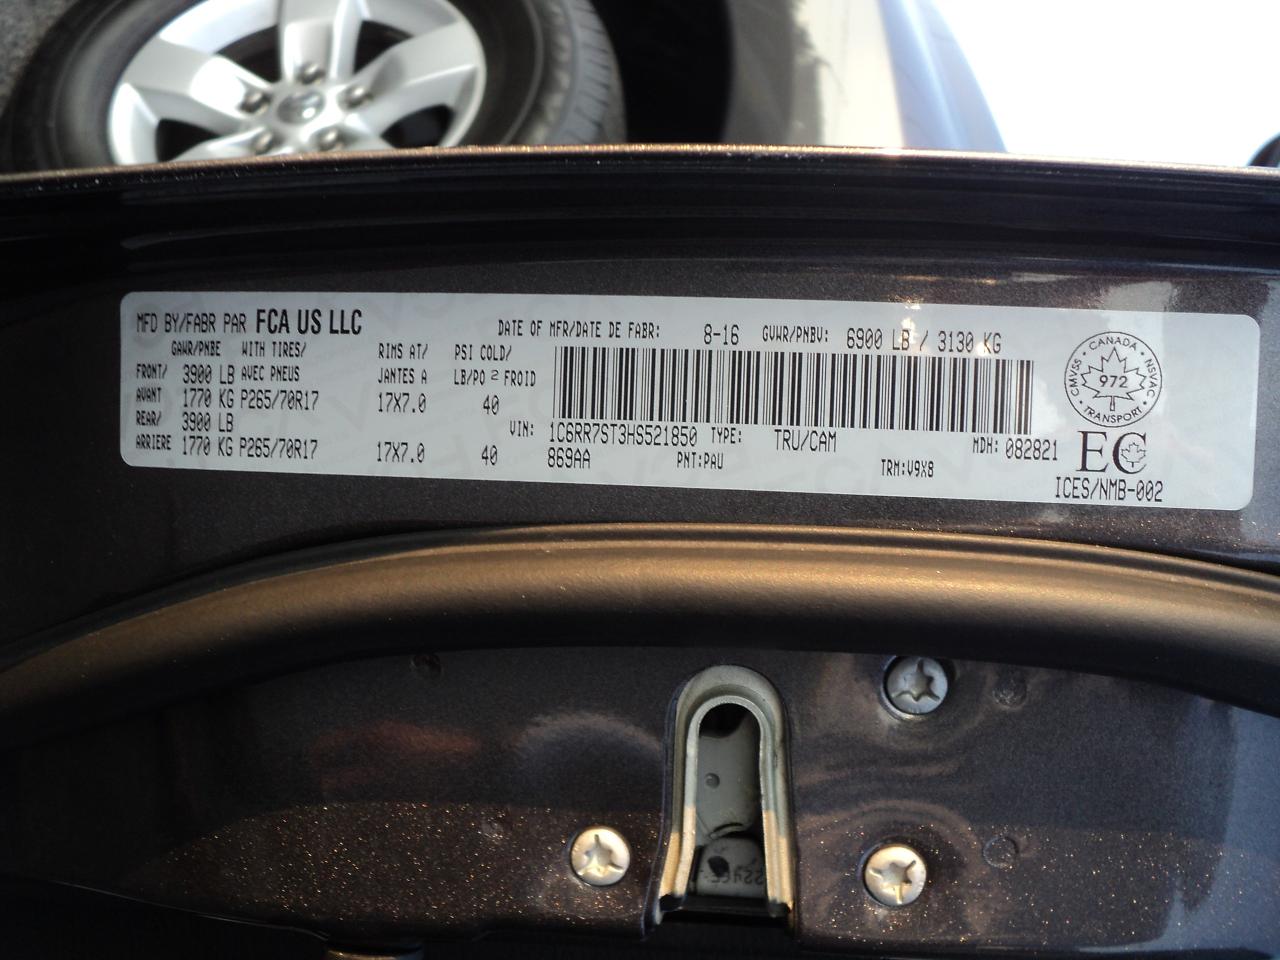 MFD BY/FABR PAR FCA US LLC DATE OF MFR/DATE DE FABR: 8-16 GVWR/PNBV: 6900 LB / 3130 KG
GAWR/PNBE WITH TIRES/ RIMS AT/ PSI COLD/
FRONT/ 3900 LB AVEC PNEUS JANTES A LB/PO 2 FROID
AVANT 1770 KG P265/70R17 17X7.0 40
REAR/ 3900 LB
VIN: 1C6RR7ST3HS521850 TYPE: TRU/CAM MDH: 082821
ARRIERE 1770 KG P265/70R17 17X7.0 40 869AA PNT:PAU TRM:V9X8
CMVSS • CANADA • NSVAC
972
TRANSPORT
EC
ICES/NMB-002